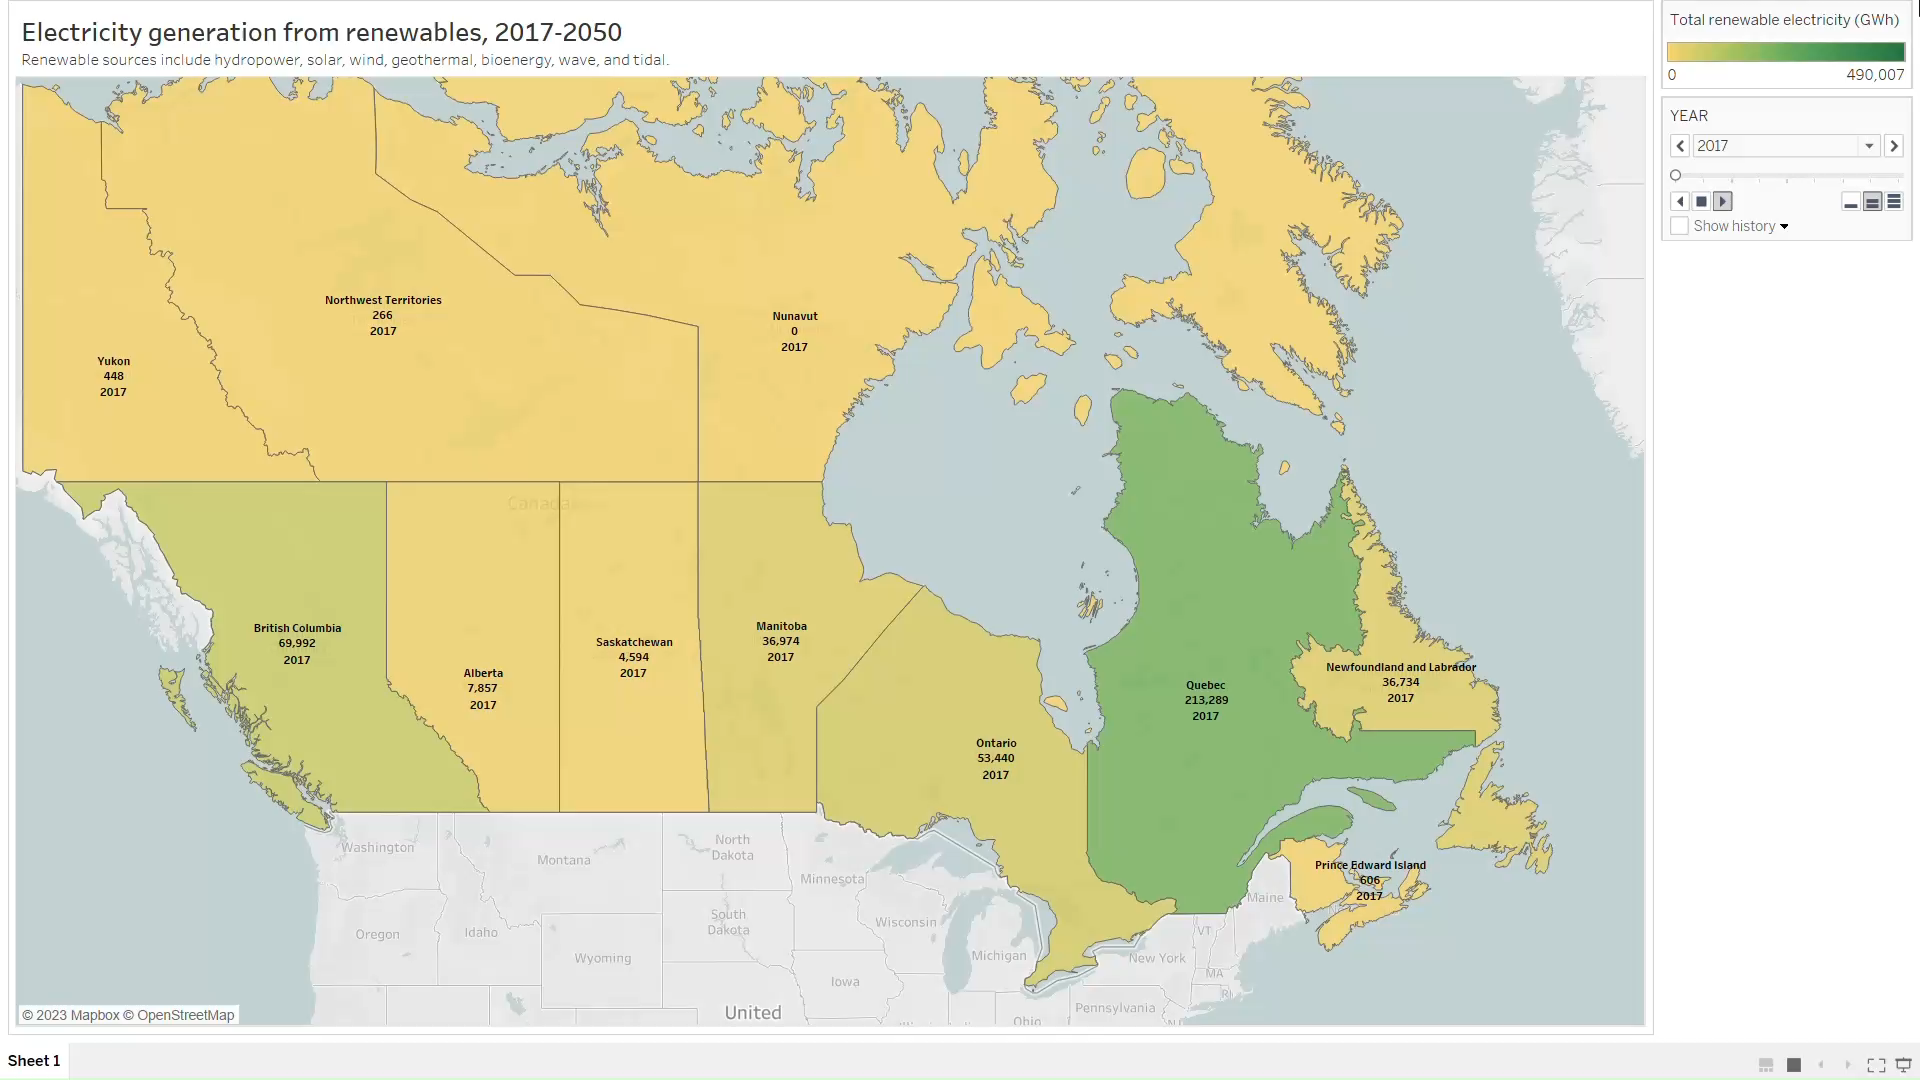 Electricity generation from renewables, 2017-2050
Renewable sources include hydropower, solar, wind, geothermal, bioenergy, wave, and tidal.
Total renewable electricity (GWh)
0
490,007
YEAR
2017
Show history
Northwest Territories
266
2017
Nunavut
0
2017
Yukon
448
2017
Canada
British Columbia
69,992
2017
Alberta
7,857
2017
Saskatchewan
4,594
2017
Manitoba
36,974
2017
Ontario
53,440
2017
Quebec
213,289
2017
Newfoundland and Labrador
36,734
2017
Prince Edward Island
606
2017
Washington
Montana
North
Dakota
Minnesota
Oregon
Idaho
South
Dakota
Wisconsin
Wyoming
Iowa
Michigan
New York
VT
Maine
MA
Pennsylvania
Ohio
United
© 2023 Mapbox © OpenStreetMap
Sheet 1